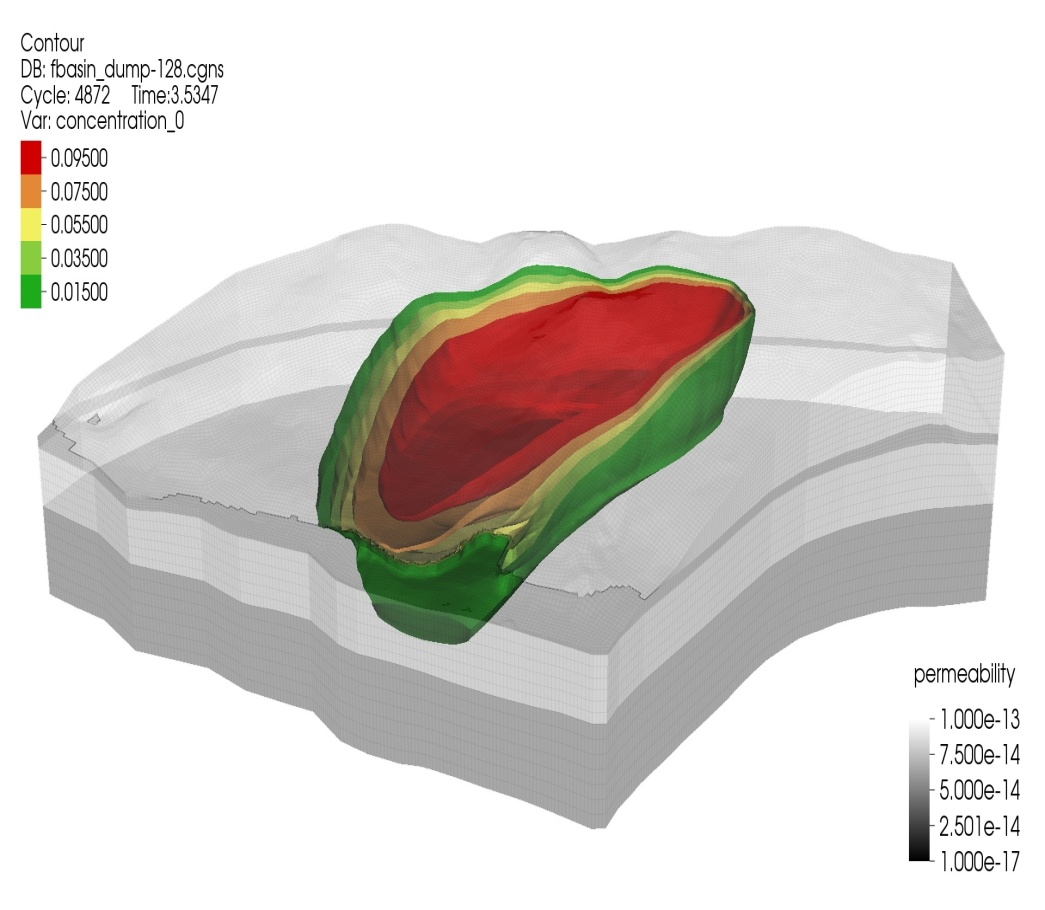 Contour
DB: fbasin_dump-128.cgns
Cycle: 4872 Time:3.5347
Var: concentration_0
0.09500
0.07500
0.05500
0.03500
0.01500
permeability
1.000e-13
7.500e-14
5.000e-14
2.501e-14
1.000e-17